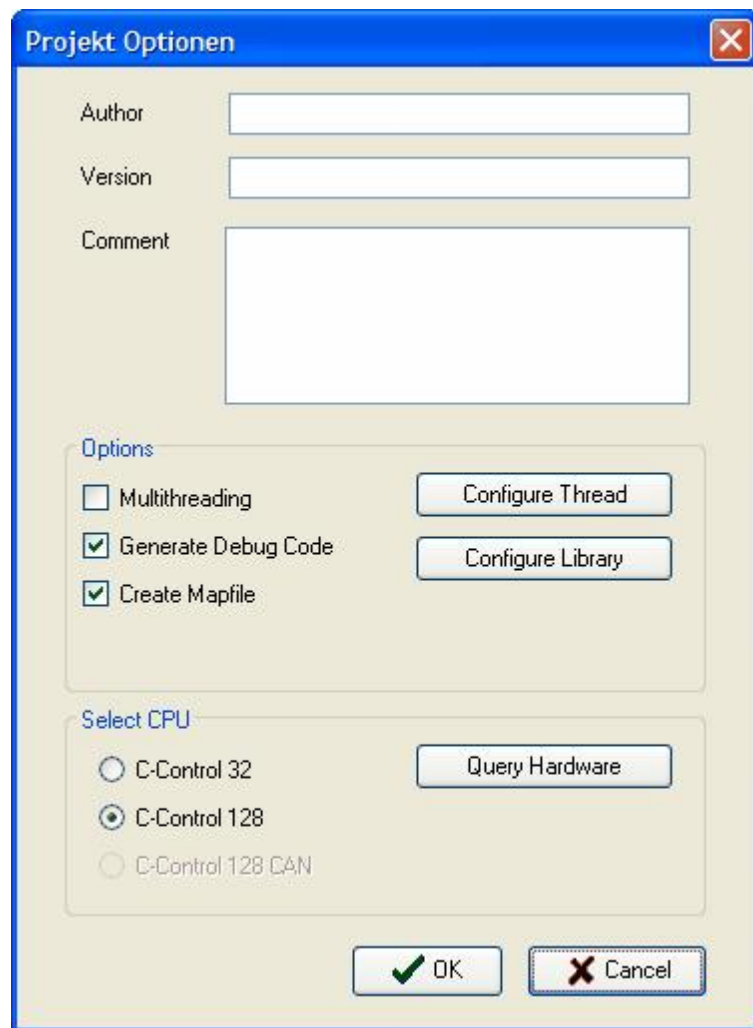 Projekt Optionen
Author
Version
Comment
Options
Multithreading
Configure Thread
Generate Debug Code
Configure Library
Create Mapfile
Select CPU
C-Control 32
Query Hardware
C-Control 128
C-Control 128 CAN
OK
Cancel